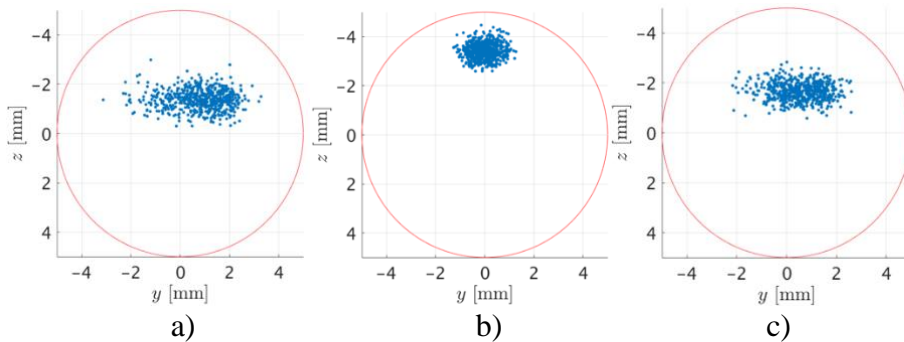 -4 -4 -4
-2 -2 -2
0 0 0
2 2 2
4 4 4
z [mm] z [mm] z [mm]
-4 -2 0 2 4 -4 -2 0 2 4 -4 -2 0 2 4
y [mm] y [mm] y [mm]
a) b) c)